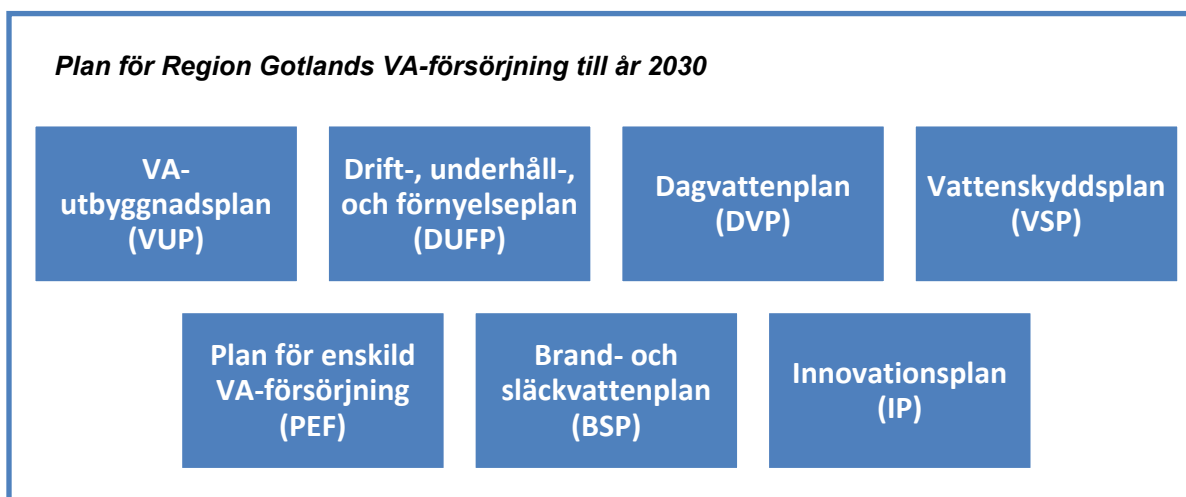 Plan för Region Gotlands VA-försörjning till år 2030
VA-
utbyggnadsplan
(VUP)
Drift-, underhåll-,
och förnyelseplan
(DUFP)
Dagvattenplan
(DVP)
Vattenskyddsplan
(VSP)
Plan för enskild
VA-försörjning
(PEF)
Brand- och
släckvattenplan
(BSP)
Innovationsplan
(IP)